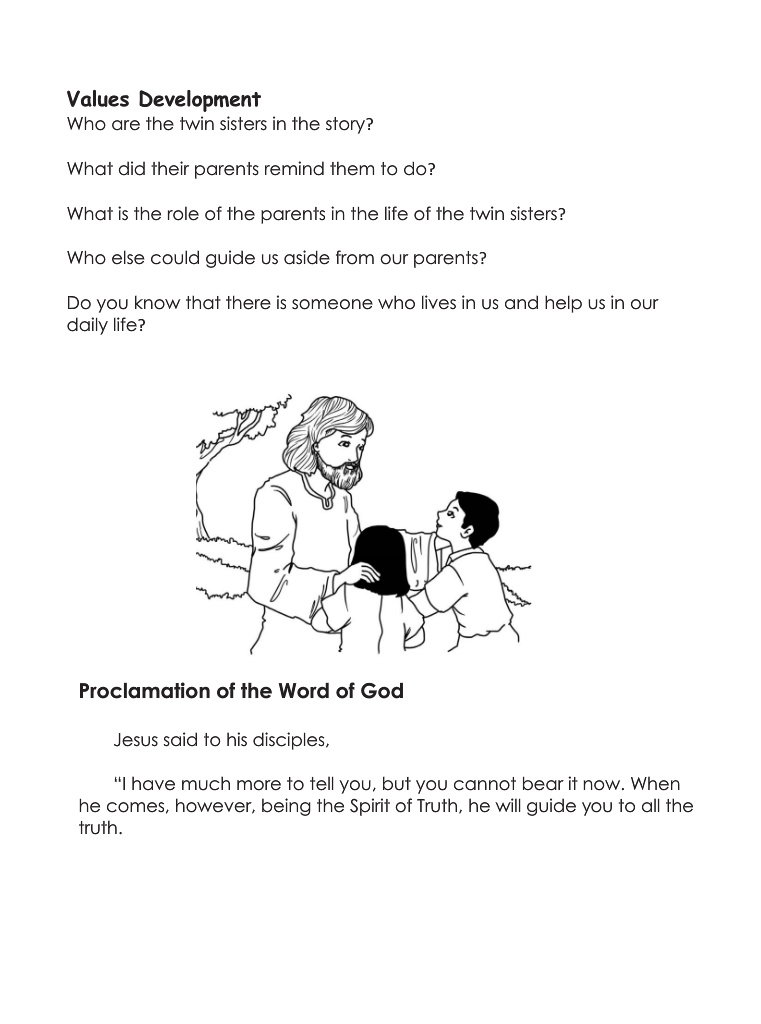 Values Development
Who are the twin sisters in the story?
What did their parents remind them to do?
What is the role of the parents in the life of the twin sisters?
Who else could guide us aside from our parents?
Do you know that there is someone who lives in us and help us in our
daily life?
Proclamation of the Word of God
Jesus said to his disciples,
“I have much more to tell you, but you cannot bear it now. When
he comes, however, being the Spirit of Truth, he will guide you to all the
truth.